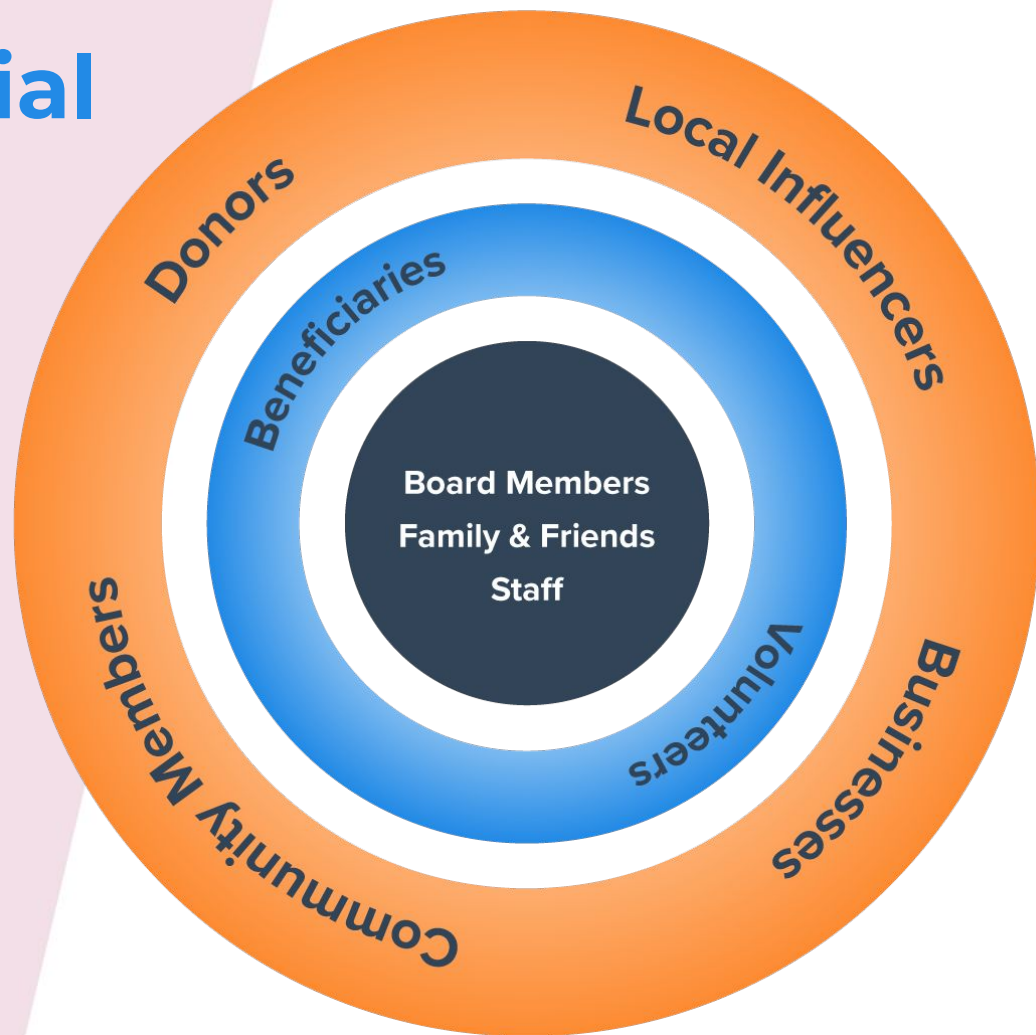 ial
Donors
Local Influencers
Beneficiaries
Board Members
Family & Friends
Staff
Volunteers
Businesses
Community Members